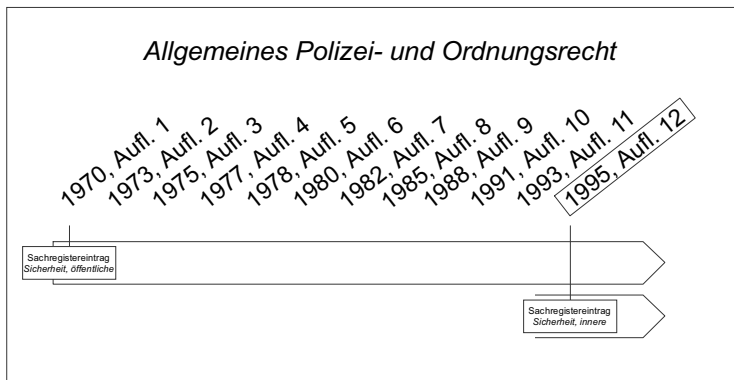 Allgemeines Polizei- und Ordnungsrecht
1970, Aufl. 1
1973, Aufl. 2
1975, Aufl. 3
1977, Aufl. 4
1978, Aufl. 5
1980, Aufl. 6
1982, Aufl. 7
1985, Aufl. 8
1988, Aufl. 9
1991, Aufl. 10
1993, Aufl. 11
1995, Aufl. 12
Sachregistereintrag
Sicherheit, öffentliche
Sachregistereintrag
Sicherheit, innere